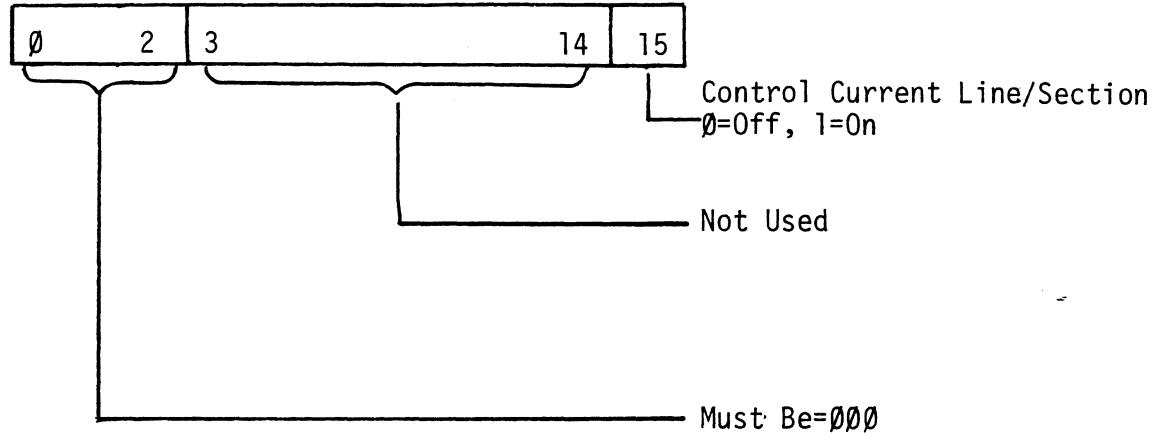 Ø 2 3 14 15
Control Current Line/Section
Ø=Off, 1=On
Not Used
Must Be=ØØØ